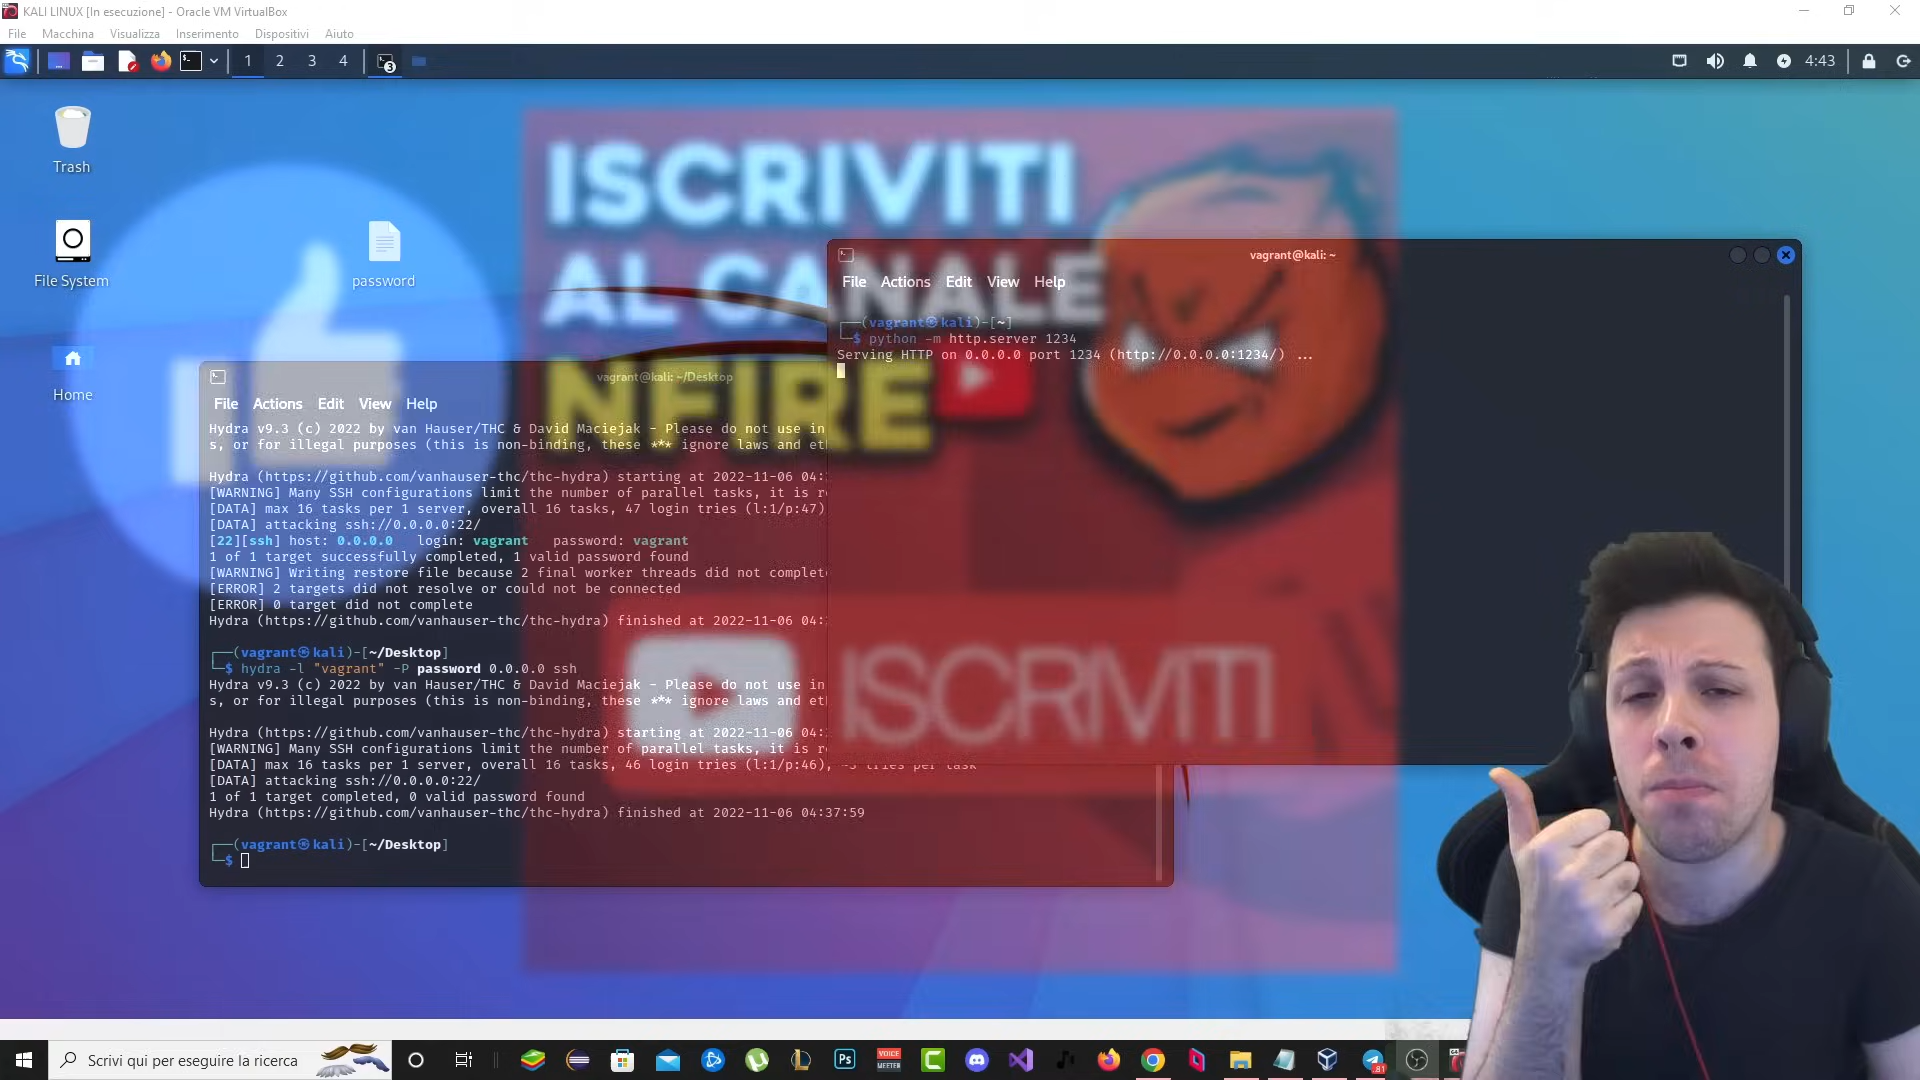 KALI LINUX [In esecuzione] - Oracle VM VirtualBox
File Macchina Visualizza Inserimento Dispositivi Aiuto
1 2 3 4
3
4:43
Trash
File System
password
Home
ISCRIVITI
AL CANALE
NFIRE
ISCRIVITI
vagrant@kali: ~
File Actions Edit View Help
┌──(vagrant㉿kali)-[~]
└─$ python -m http.server 1234
Serving HTTP on 0.0.0.0 port 1234 (http://0.0.0.0:1234/) ...
vagrant@kali: ~/Desktop
File Actions Edit View Help
Hydra v9.3 (c) 2022 by van Hauser/THC & David Maciejak - Please do not use in
s, or for illegal purposes (this is non-binding, these *** ignore laws and et
Hydra (https://github.com/vanhauser-thc/thc-hydra) starting at 2022-11-06 04:
[WARNING] Many SSH configurations limit the number of parallel tasks, it is r
[DATA] max 16 tasks per 1 server, overall 16 tasks, 47 login tries (l:1/p:47)
[DATA] attacking ssh://0.0.0.0:22/
[22][ssh] host: 0.0.0.0 login: vagrant password: vagrant
1 of 1 target successfully completed, 1 valid password found
[WARNING] Writing restore file because 2 final worker threads did not complet
[ERROR] 2 targets did not resolve or could not be connected
[ERROR] 0 target did not complete
Hydra (https://github.com/vanhauser-thc/thc-hydra) finished at 2022-11-06 04:
┌──(vagrant㉿kali)-[~/Desktop]
└─$ hydra -l "vagrant" -P password 0.0.0.0 ssh
Hydra v9.3 (c) 2022 by van Hauser/THC & David Maciejak - Please do not use in
s, or for illegal purposes (this is non-binding, these *** ignore laws and et
Hydra (https://github.com/vanhauser-thc/thc-hydra) starting at 2022-11-06 04:
[WARNING] Many SSH configurations limit the number of parallel tasks, it is r
[DATA] max 16 tasks per 1 server, overall 16 tasks, 46 login tries (l:1/p:46), ~3 tries per task
[DATA] attacking ssh://0.0.0.0:22/
1 of 1 target completed, 0 valid password found
Hydra (https://github.com/vanhauser-thc/thc-hydra) finished at 2022-11-06 04:37:59
┌──(vagrant㉿kali)-[~/Desktop]
└─$
Scrivi qui per eseguire la ricerca
Ps
VOICE
MEETER
81